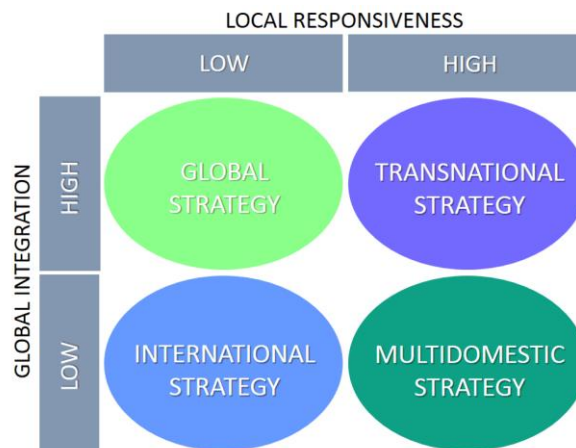 LOCAL RESPONSIVENESS
LOW
HIGH
GLOBAL INTEGRATION
HIGH
GLOBAL
STRATEGY
TRANSNATIONAL
STRATEGY
LOW
INTERNATIONAL
STRATEGY
MULTIDOMESTIC
STRATEGY